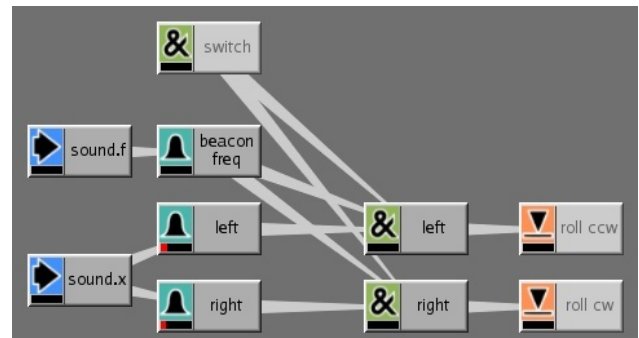 & switch
sound.f
beacon
freq
left
& left
roll ccw
sound.x
right
& right
roll cw